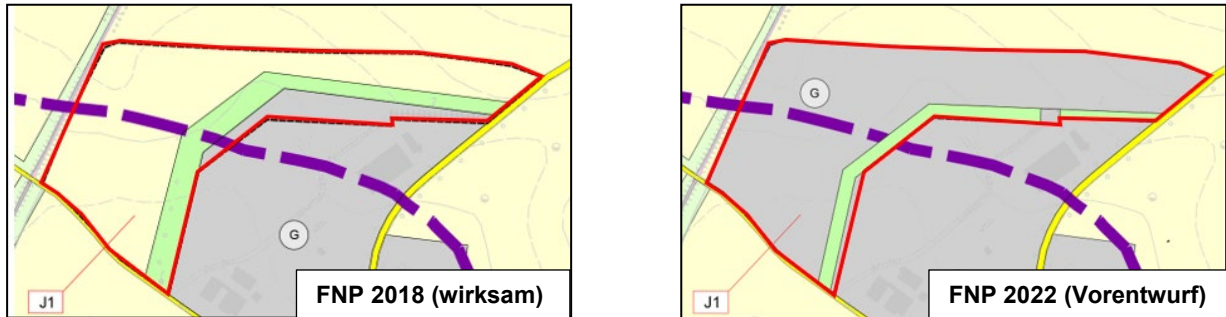 G
J1
FNP 2018 (wirksam)
G
J1
FNP 2022 (Vorentwurf)